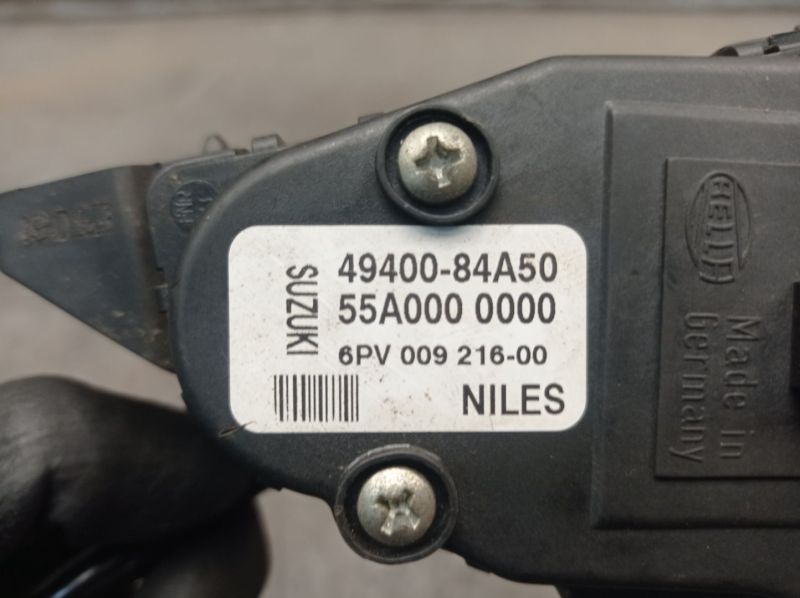 49400-84A50
55A000 0000
SUZUKI
6PV 009 216-00
NILES
HELLA
Made in
Germany